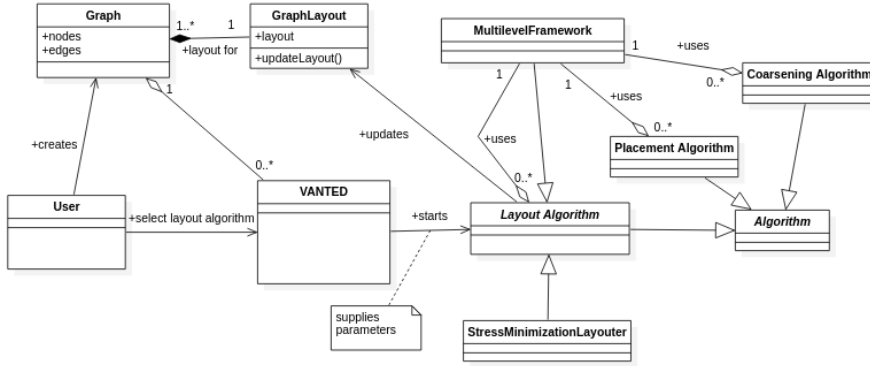 Graph
+nodes
+edges
1..*
1
+layout for
GraphLayout
+layout
+updateLayout()
MultilevelFramework
1
+uses
0..*
Coarsening Algorithm
1
+uses
0..*
1
+uses
0..*
Placement Algorithm
1
0..*
+creates
+updates
User
+select layout algorithm
VANTED
+starts
Layout Algorithm
Algorithm
supplies
parameters
StressMinimizationLayouter